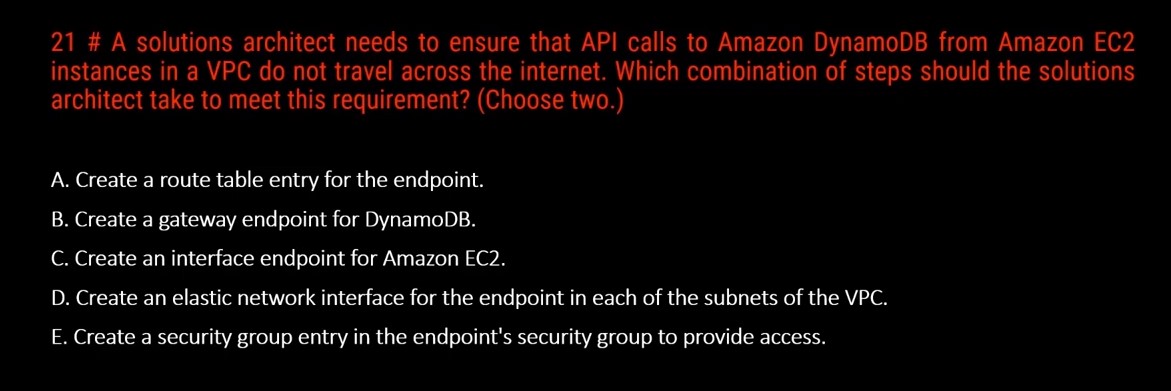 21 # A solutions architect needs to ensure that API calls to Amazon DynamoDB from Amazon EC2
instances in a VPC do not travel across the internet. Which combination of steps should the solutions
architect take to meet this requirement? (Choose two.)
A. Create a route table entry for the endpoint.
B. Create a gateway endpoint for DynamoDB.
C. Create an interface endpoint for Amazon EC2.
D. Create an elastic network interface for the endpoint in each of the subnets of the VPC.
E. Create a security group entry in the endpoint's security group to provide access.